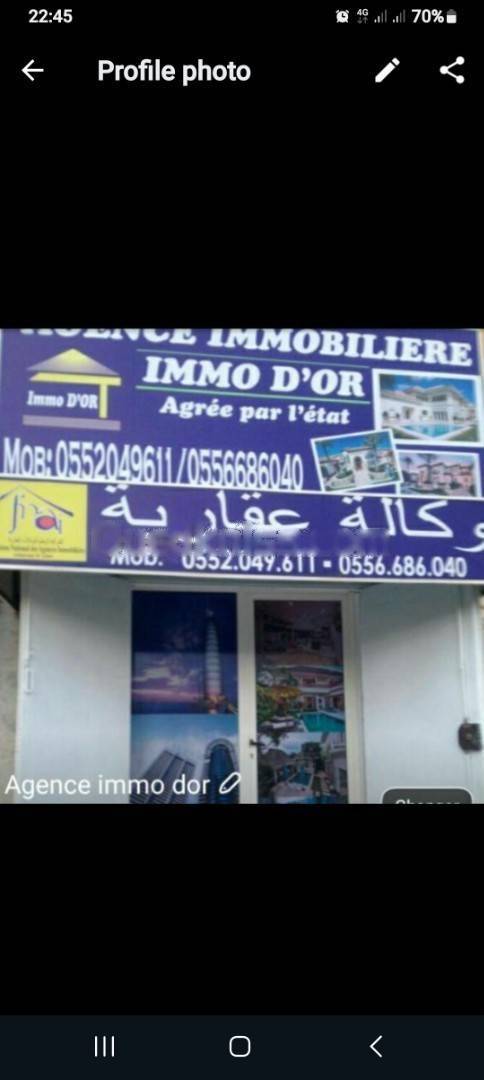 22:45
4G
70%
Profile photo
AGENCE IMMOBILIERE
IMMO D'OR
Immo D'OR
Agrée par l'état
MOB: 0552049611/0556686040
وكالة عقارية
MOB. 0552.049.611 - 0556.686.040
Agence immo dor